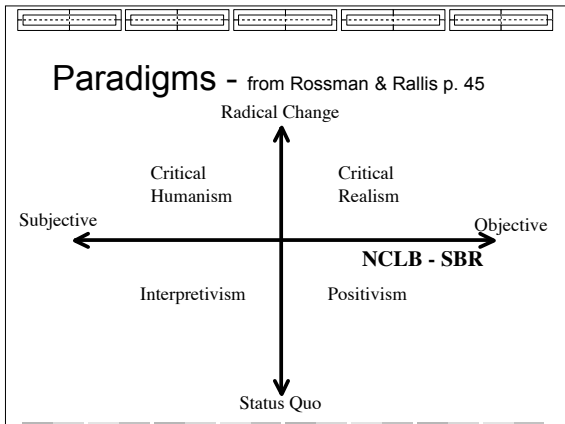 Paradigms - from Rossman & Rallis p. 45
Radical Change
Critical
Humanism
Critical
Realism
Subjective
Objective
NCLB - SBR
Interpretivism
Positivism
Status Quo